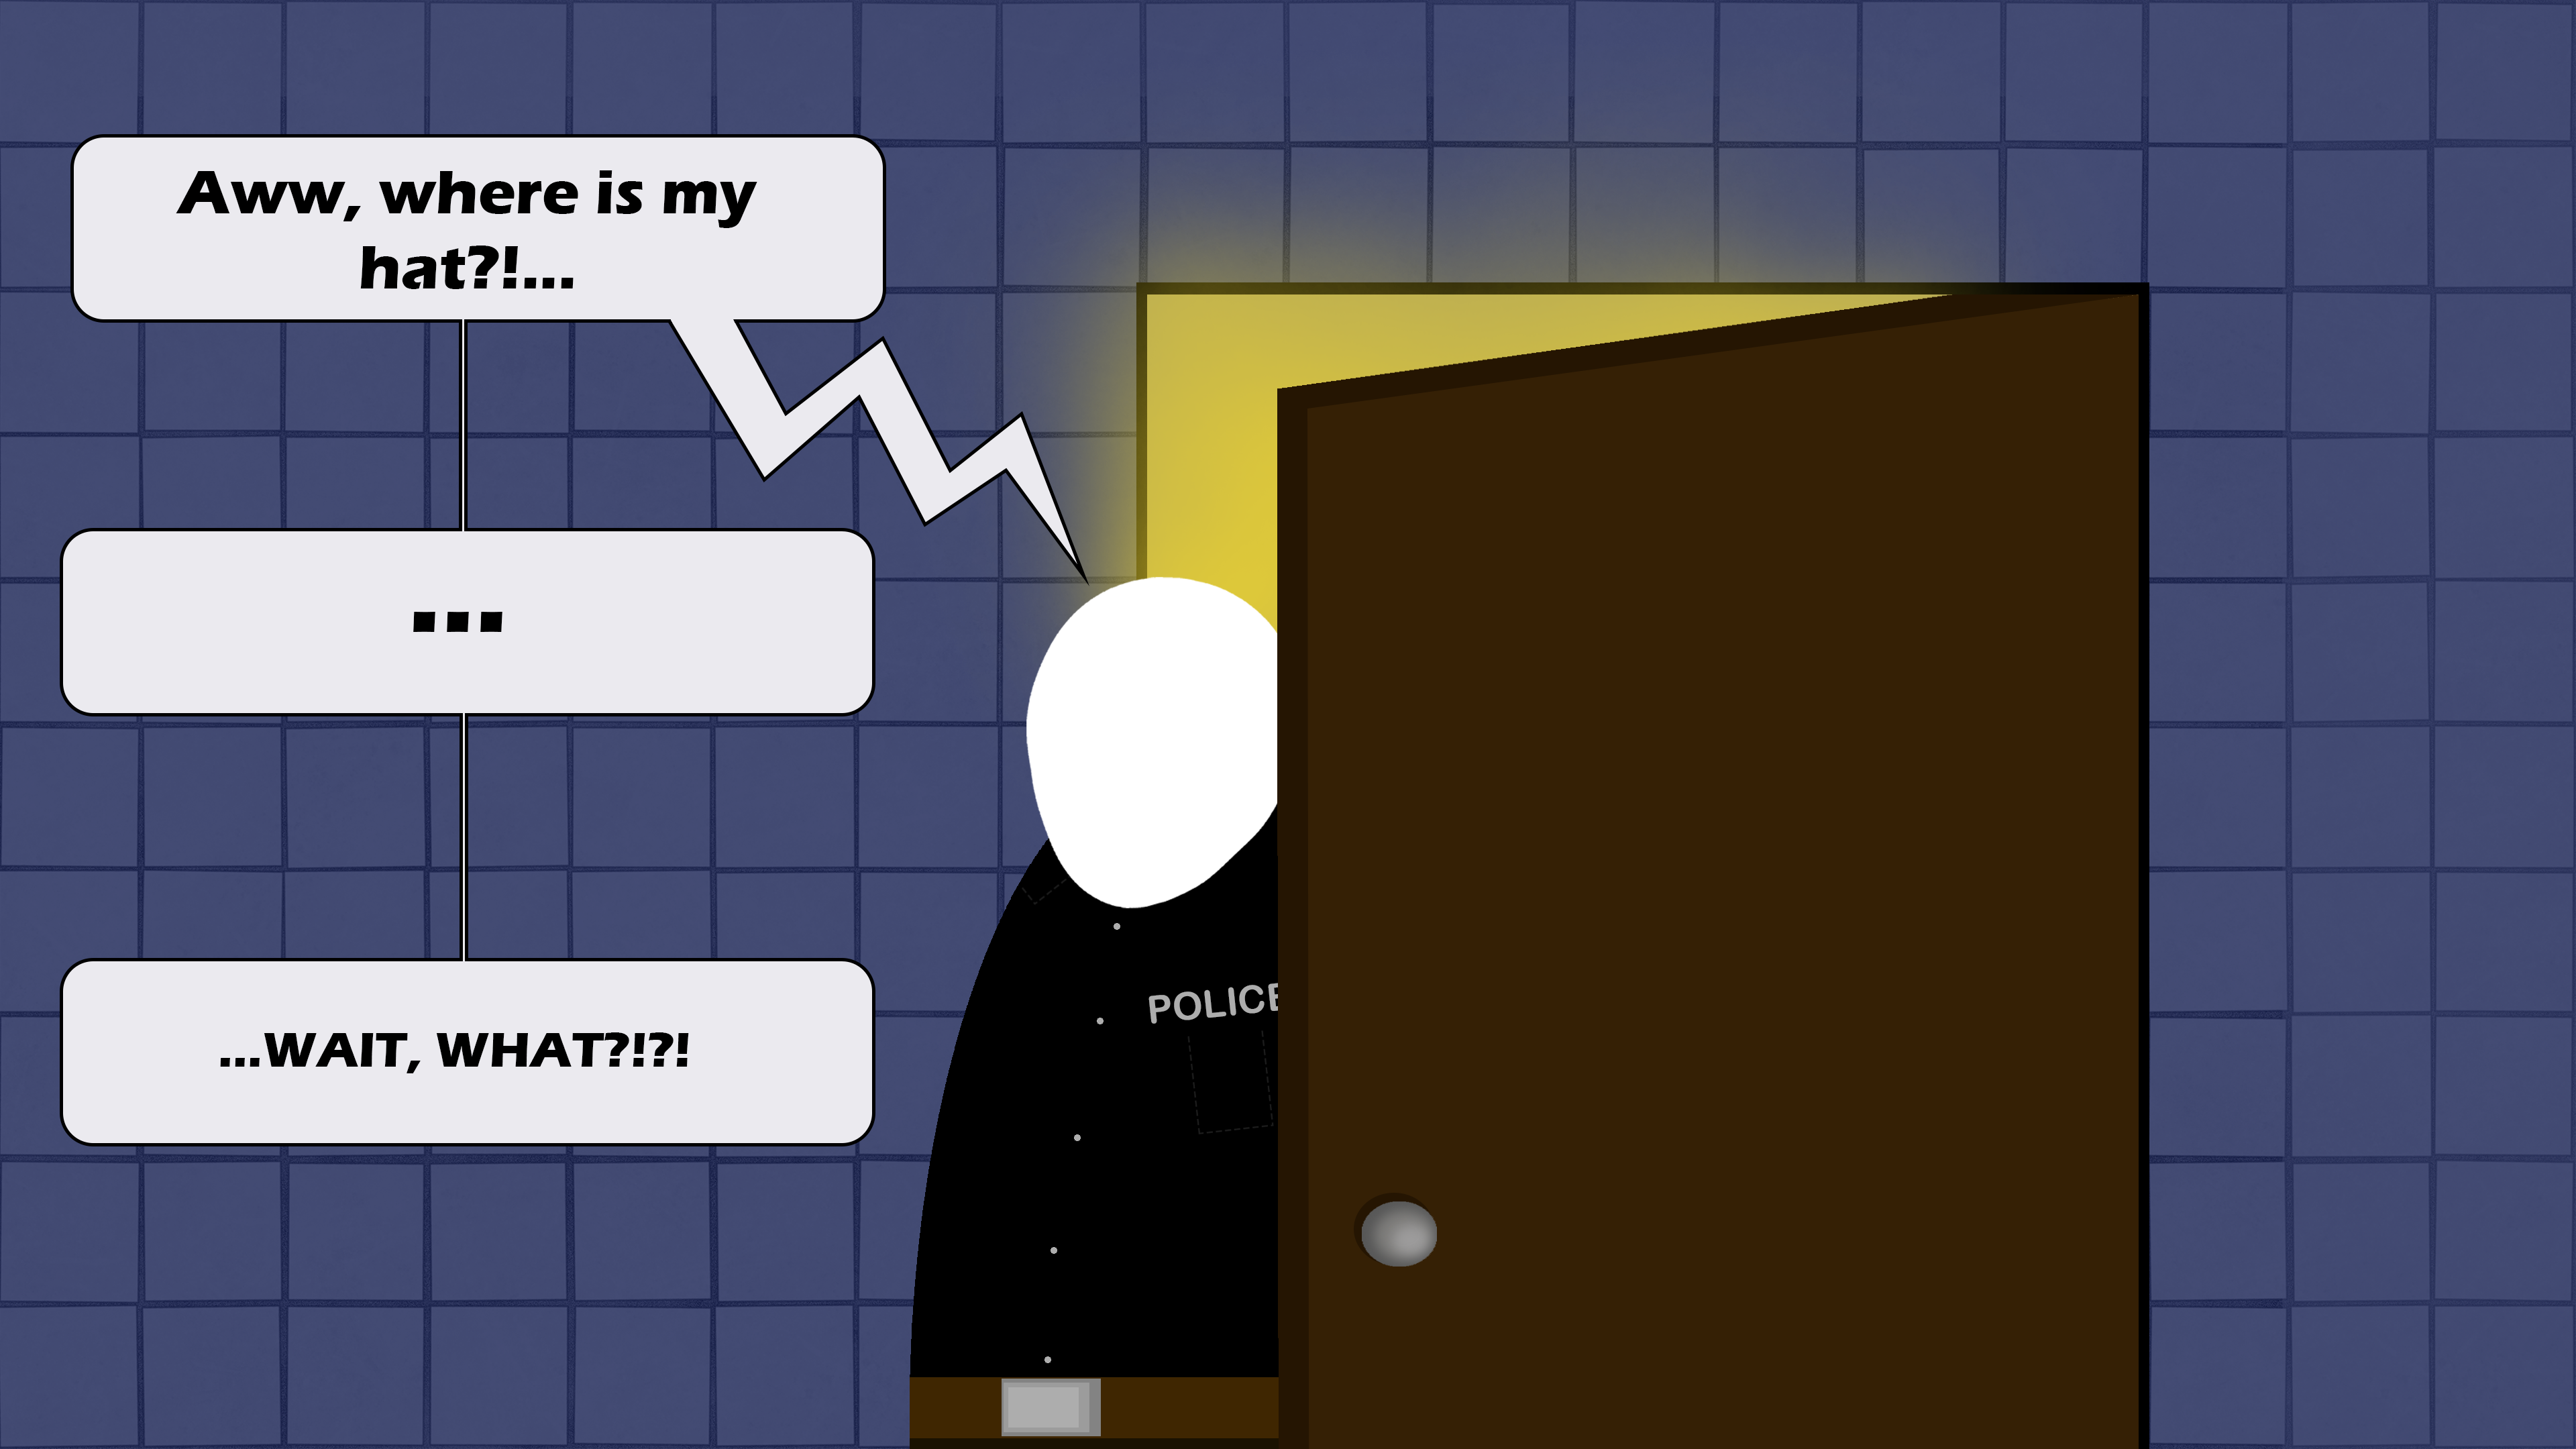 Aww, where is my
hat?!...
...
...WAIT, WHAT?!?!
POLICE